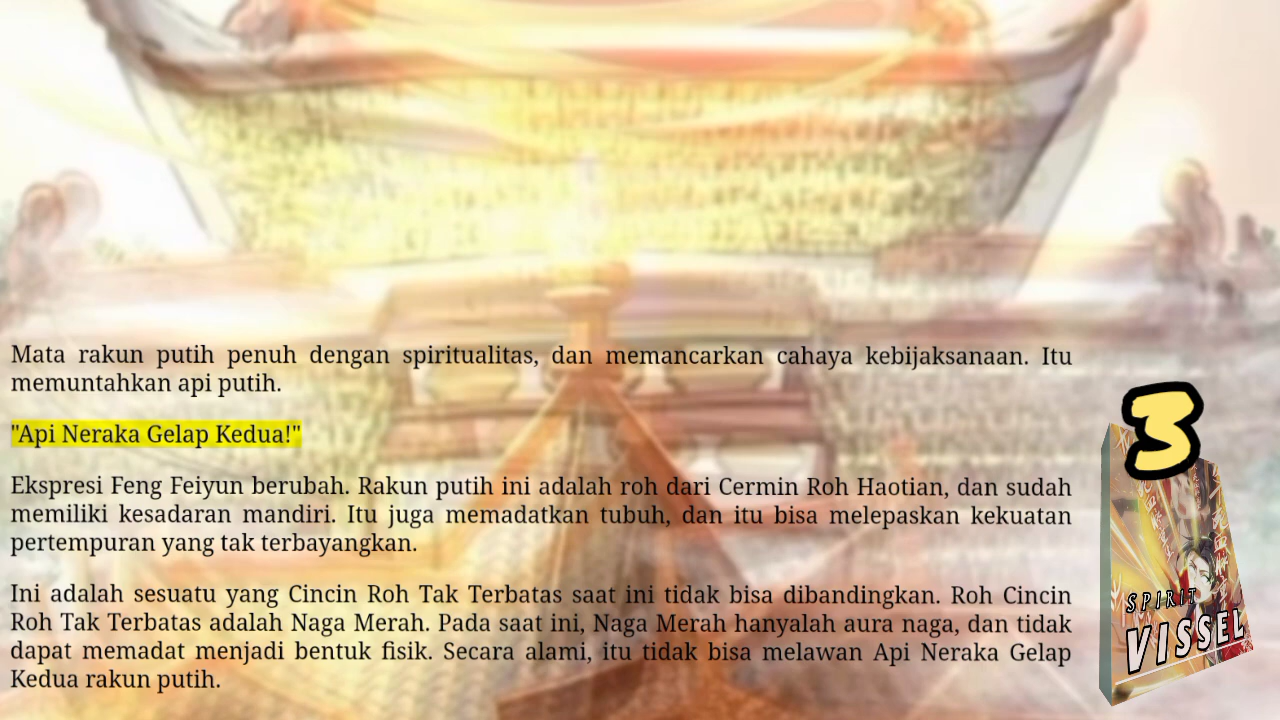 Mata rakun putih penuh dengan spiritualitas, dan memancarkan cahaya kebijaksanaan. Itu
memuntahkan api putih.
"Api Neraka Gelap Kedua!"
Ekspresi Feng Feiyun berubah. Rakun putih ini adalah roh dari Cermin Roh Haotian, dan sudah
memiliki kesadaran mandiri. Itu juga memadatkan tubuh, dan itu bisa melepaskan kekuatan
pertempuran yang tak terbayangkan.
Ini adalah sesuatu yang Cincin Roh Tak Terbatas saat ini tidak bisa dibandingkan. Roh Cincin
Roh Tak Terbatas adalah Naga Merah. Pada saat ini, Naga Merah hanyalah aura naga, dan tidak
dapat memadat menjadi bentuk fisik. Secara alami, itu tidak bisa melawan Api Neraka Gelap
Kedua rakun putih.
3
SPIRIT
VISSEL